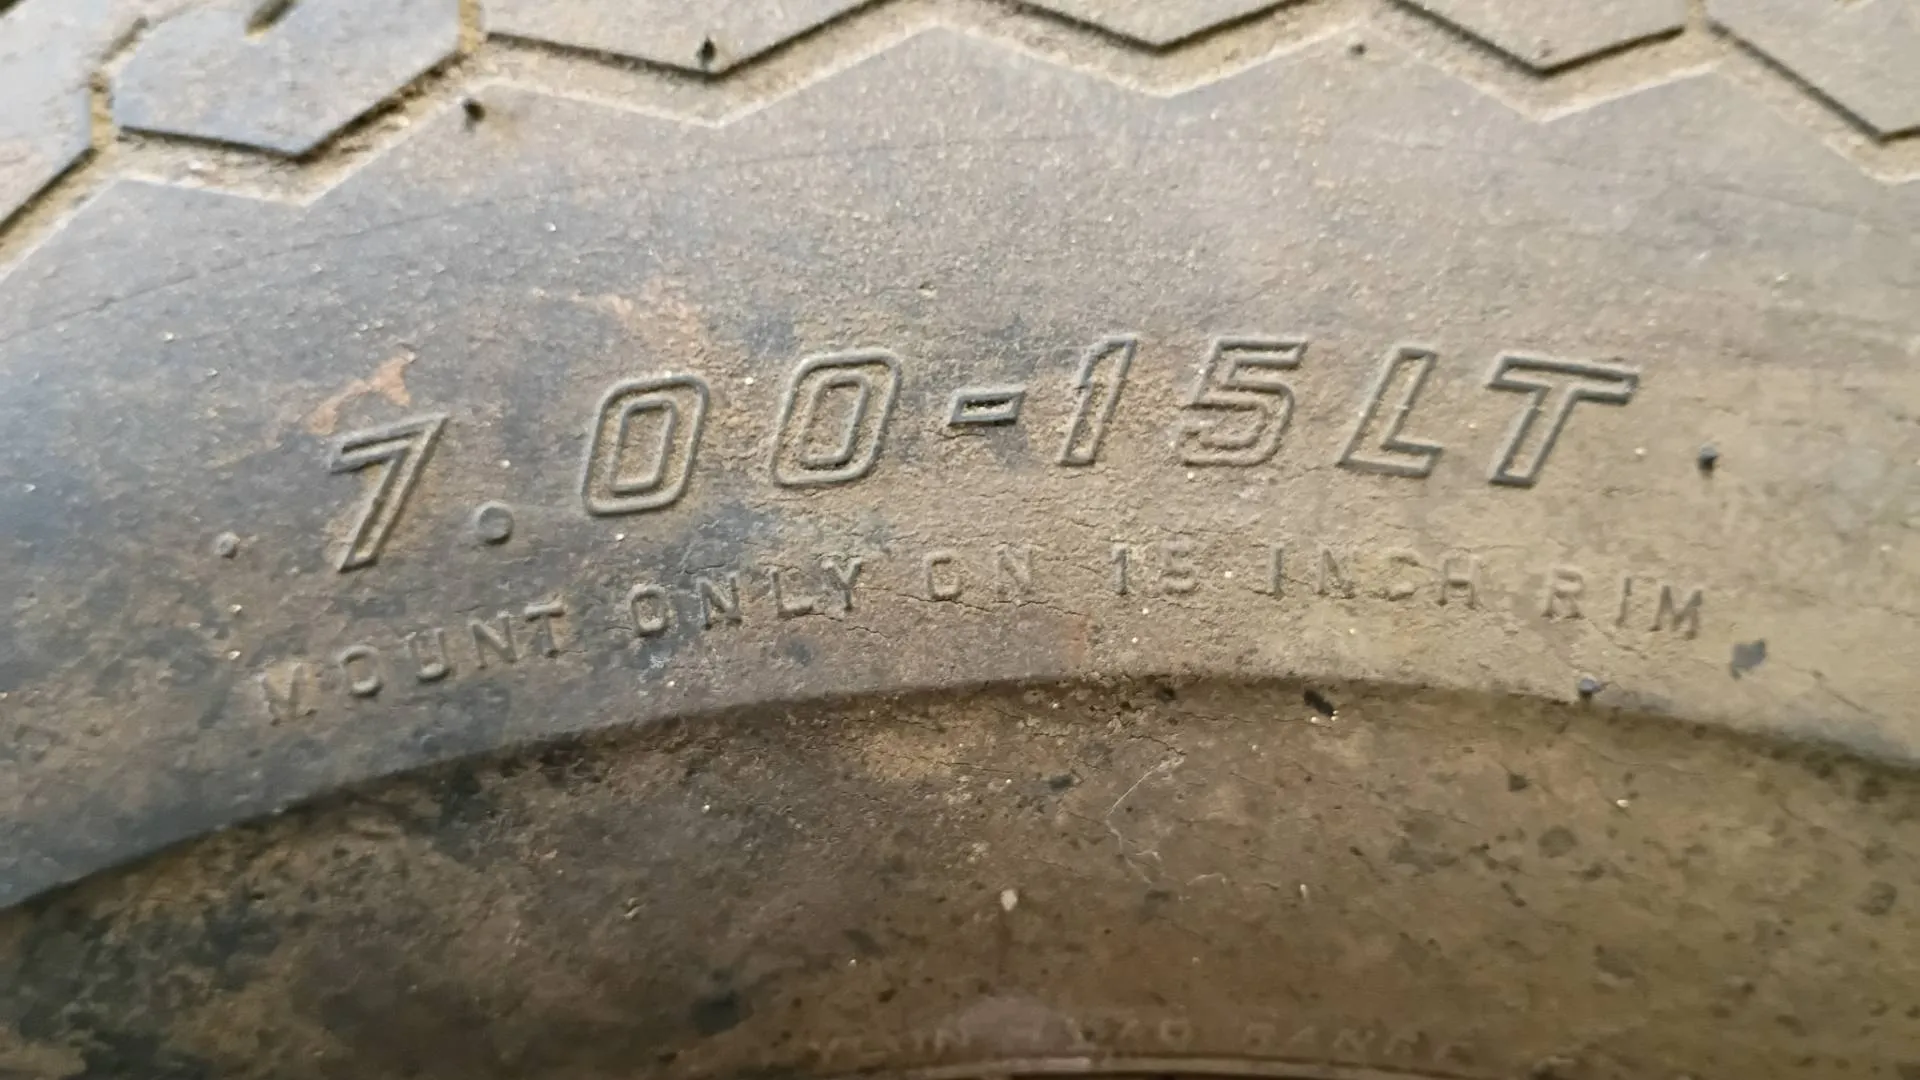 7.00-15LT
MOUNT ONLY ON 15 INCH RIM